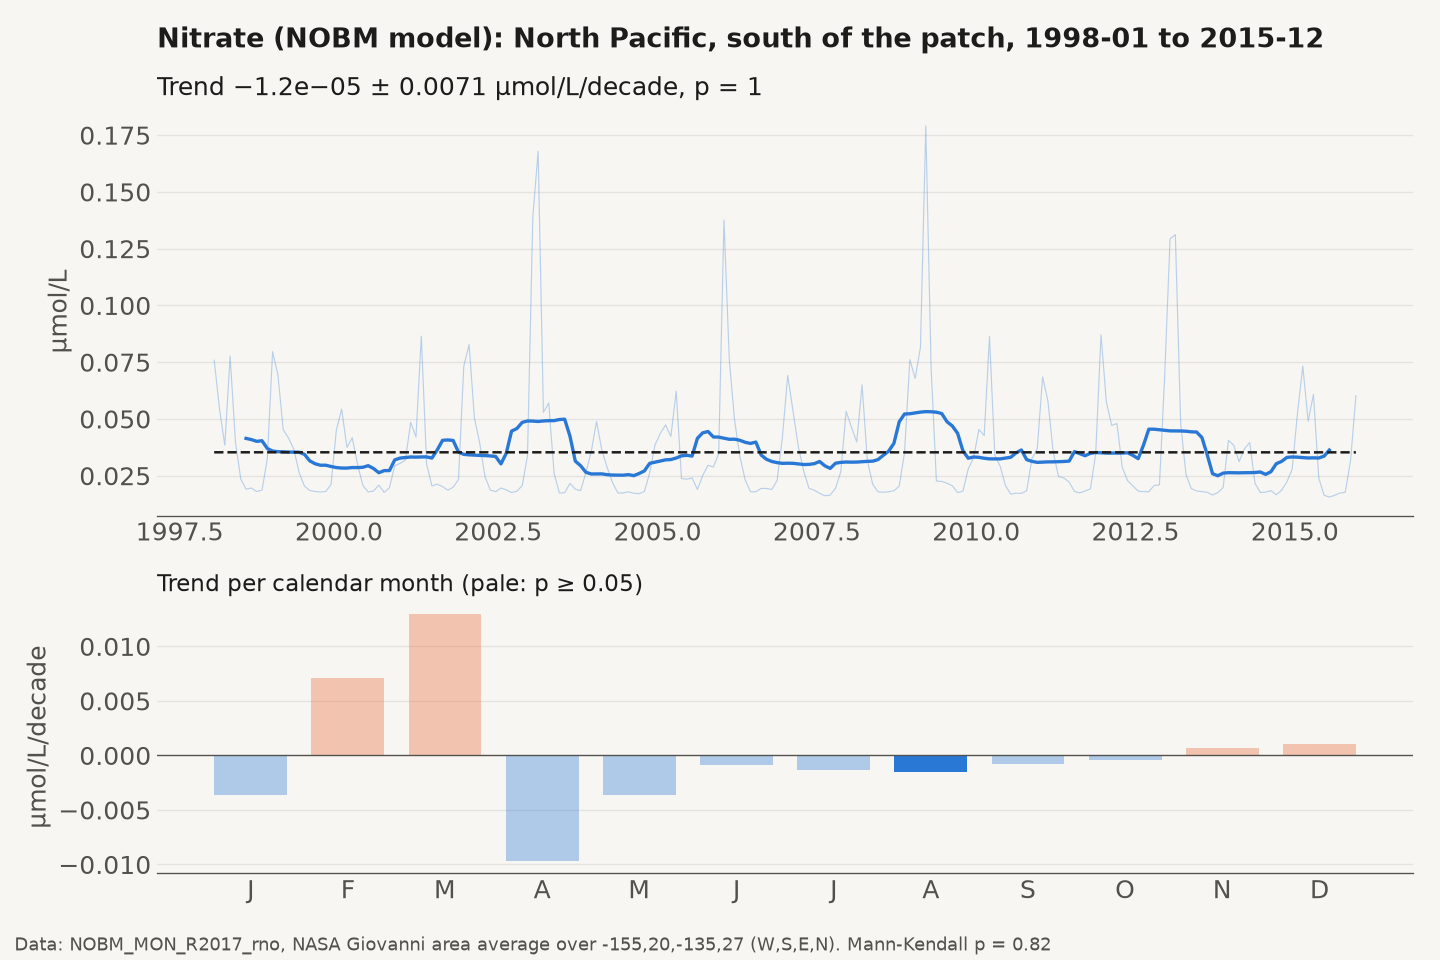 Nitrate (NOBM model): North Pacific, south of the patch, 1998-01 to 2015-12
Trend −1.2e−05 ± 0.0071 µmol/L/decade, p = 1
µmol/L
0.175
0.150
0.125
0.100
0.075
0.050
0.025
1997.5 2000.0 2002.5 2005.0 2007.5 2010.0 2012.5 2015.0
Trend per calendar month (pale: p ≥ 0.05)
µmol/L/decade
0.010
0.005
0.000
−0.005
−0.010
J F M A M J J A S O N D
Data: NOBM_MON_R2017_rno, NASA Giovanni area average over -155,20,-135,27 (W,S,E,N). Mann-Kendall p = 0.82